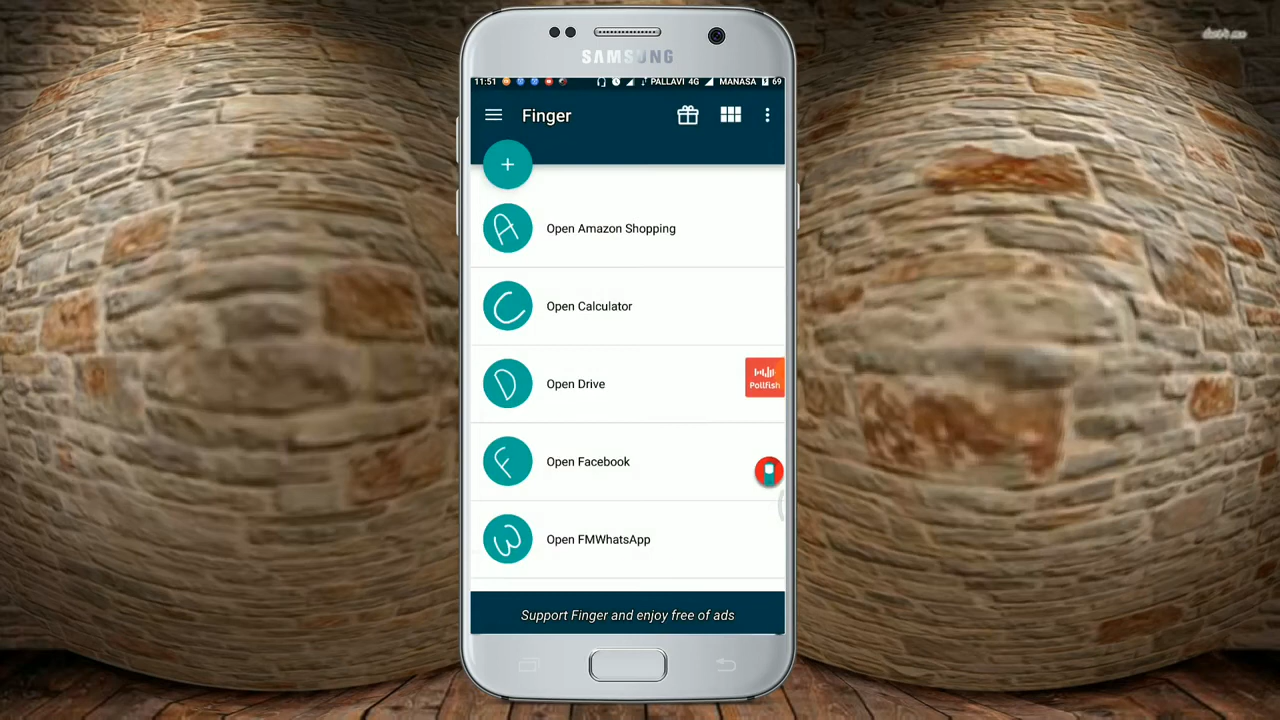 SAMSUNG
11:51 PALLAVI 4G MANASA 69
Finger
+
A Open Amazon Shopping
C Open Calculator
D Open Drive
Pollfish
F Open Facebook
W Open FMWhatsApp
Support Finger and enjoy free of ads